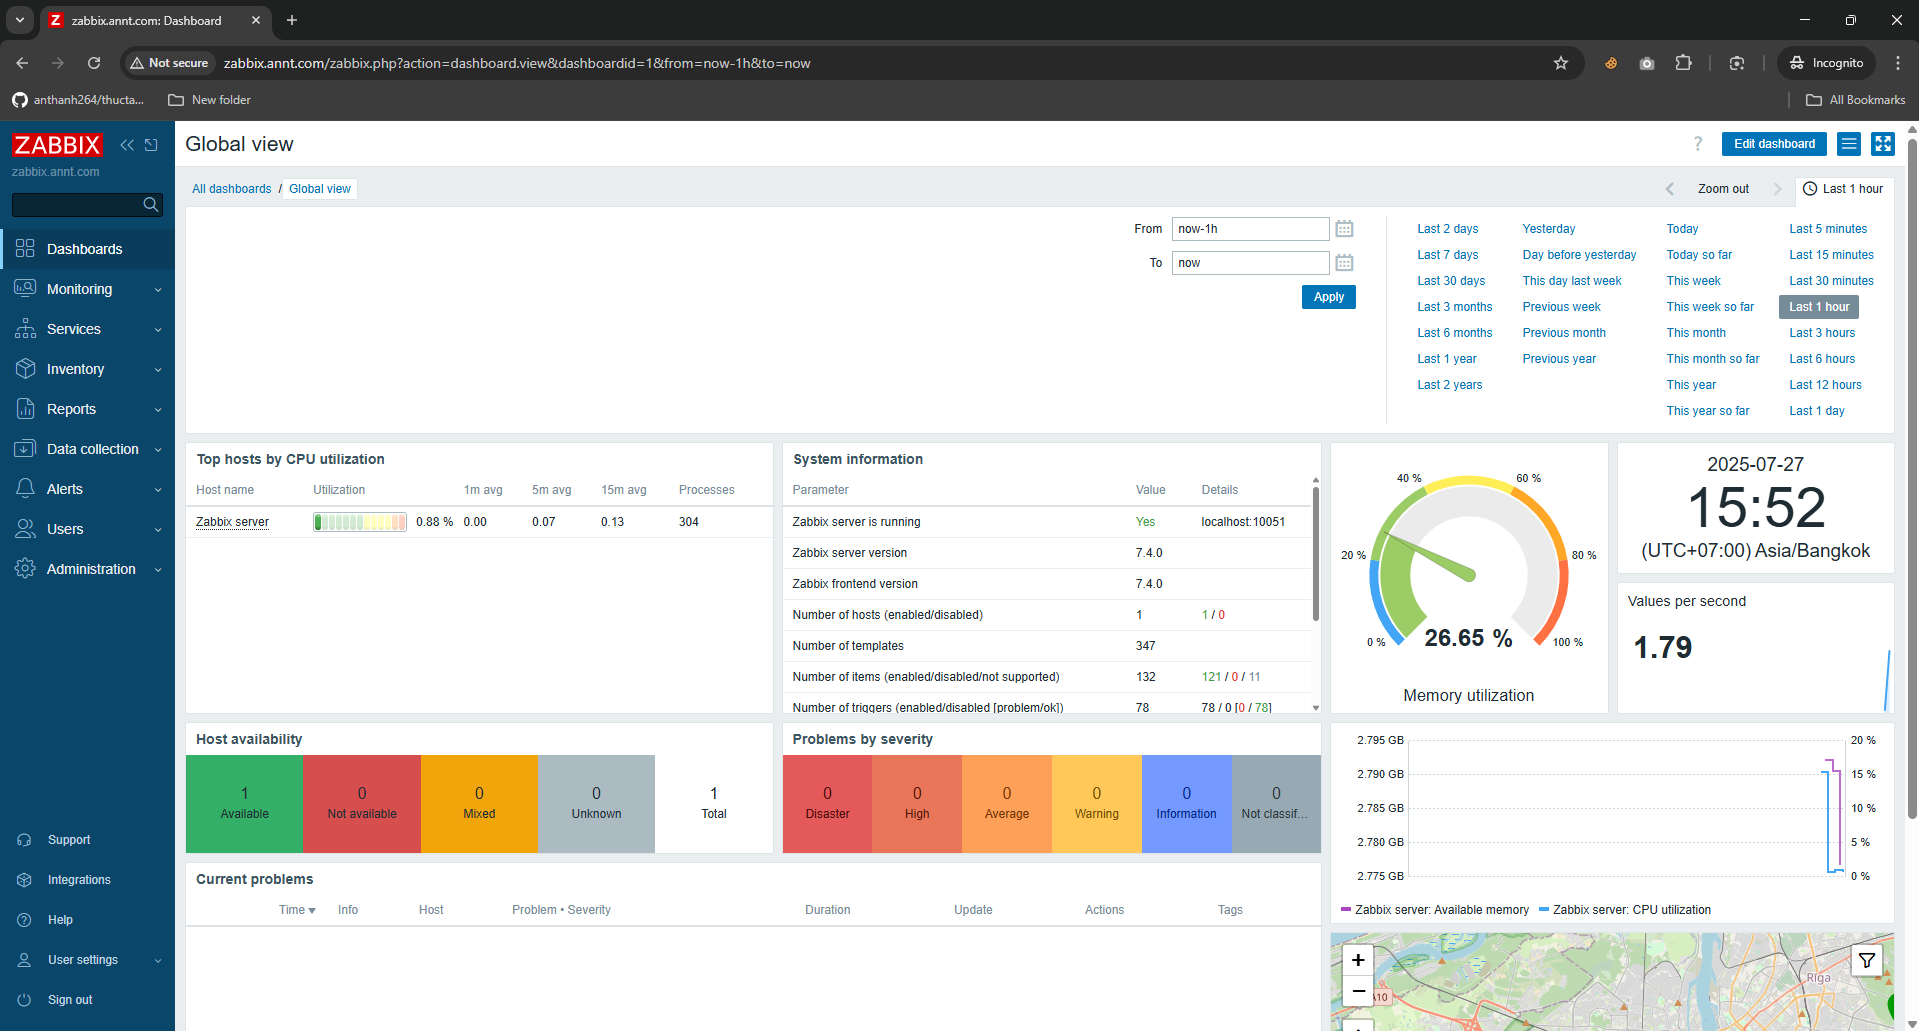 zabbix.annt.com: Dashboard
Not secure
zabbix.annt.com/zabbix.php?action=dashboard.view&dashboardid=1&from=now-1h&to=now
Incognito
anthanh264/thucta...
New folder
All Bookmarks
ZABBIX
zabbix.annt.com
Dashboards
Monitoring
Services
Inventory
Reports
Data collection
Alerts
Users
Administration
Support
Integrations
Help
User settings
Sign out
Global view
? Edit dashboard
All dashboards / Global view
Zoom out Last 1 hour
From now-1h
To now
Apply
Last 2 days Yesterday Today Last 5 minutes
Last 7 days Day before yesterday Today so far Last 15 minutes
Last 30 days This day last week This week Last 30 minutes
Last 3 months Previous week This week so far Last 1 hour
Last 6 months Previous month This month Last 3 hours
Last 1 year Previous year This month so far Last 6 hours
Last 2 years This year Last 12 hours
This year so far Last 1 day
Top hosts by CPU utilization
Host name Utilization 1m avg 5m avg 15m avg Processes
Zabbix server 0.88 % 0.00 0.07 0.13 304
System information
Parameter Value Details
Zabbix server is running Yes localhost:10051
Zabbix server version 7.4.0
Zabbix frontend version 7.4.0
Number of hosts (enabled/disabled) 1 1 / 0
Number of templates 347
Number of items (enabled/disabled/not supported) 132 121 / 0 / 11
Number of triggers (enabled/disabled [problem/ok]) 78 78 / 0 [0 / 78]
40 % 60 %
20 % 80 %
0 % 26.65 % 100 %
Memory utilization
2025-07-27
15:52
(UTC+07:00) Asia/Bangkok
Values per second
1.79
Host availability
1 0 0 0 1
Available Not available Mixed Unknown Total
Problems by severity
0 0 0 0 0 0
Disaster High Average Warning Information Not classif...
2.795 GB 20 %
2.790 GB 15 %
2.785 GB 10 %
2.780 GB 5 %
2.775 GB 0 %
Zabbix server: Available memory Zabbix server: CPU utilization
Current problems
Time Info Host Problem • Severity Duration Update Actions Tags
+
−
A10
Rīga